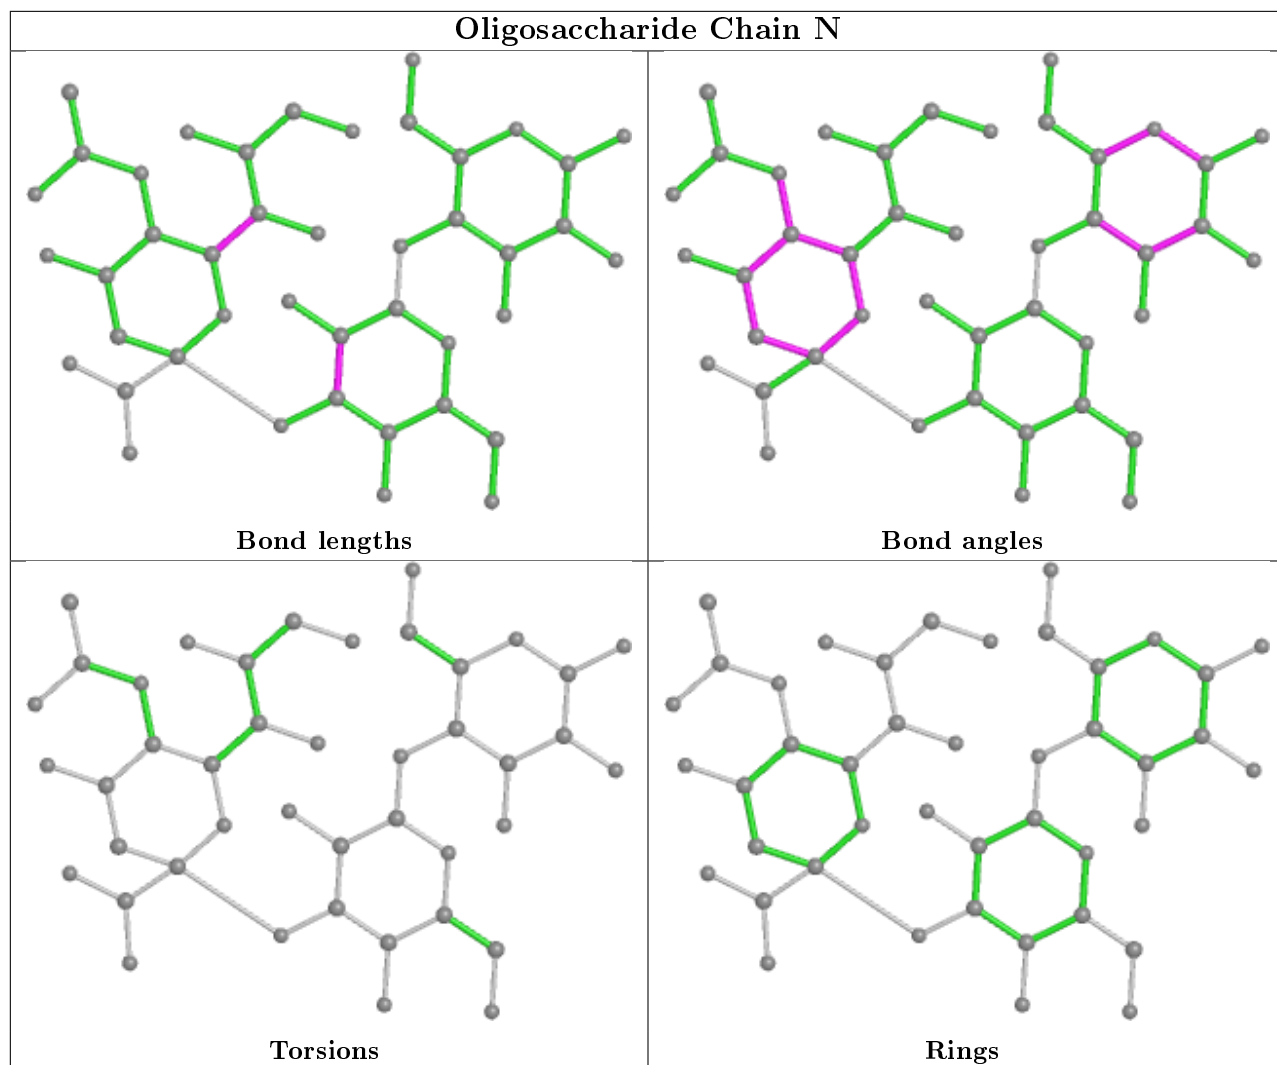 Oligosaccharide Chain N
Bond lengths
Bond angles
Torsions
Rings